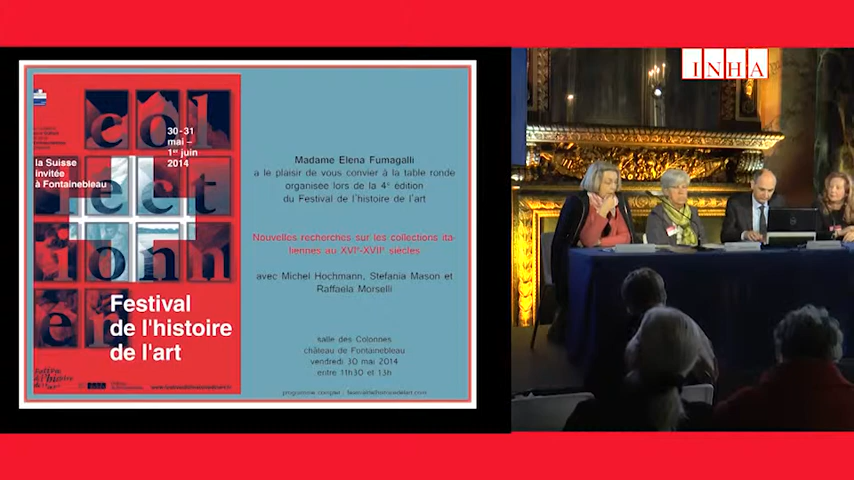 INHA
col
lect
ionn
er
30-31
mai –
1er juin
2014
la Suisse
invitée
à Fontainebleau
Festival
de l'histoire
de l'art
Madame Elena Fumagalli
a le plaisir de vous convier à la table ronde
organisée lors de la 4e édition
du Festival de l'histoire de l'art
Nouvelles recherches sur les collections ita-
liennes au XVIe-XVIIe siècles
avec Michel Hochmann, Stefania Mason et
Raffaela Morselli
salle des Colonnes
château de Fontainebleau
vendredi 30 mai 2014
entre 11h30 et 13h